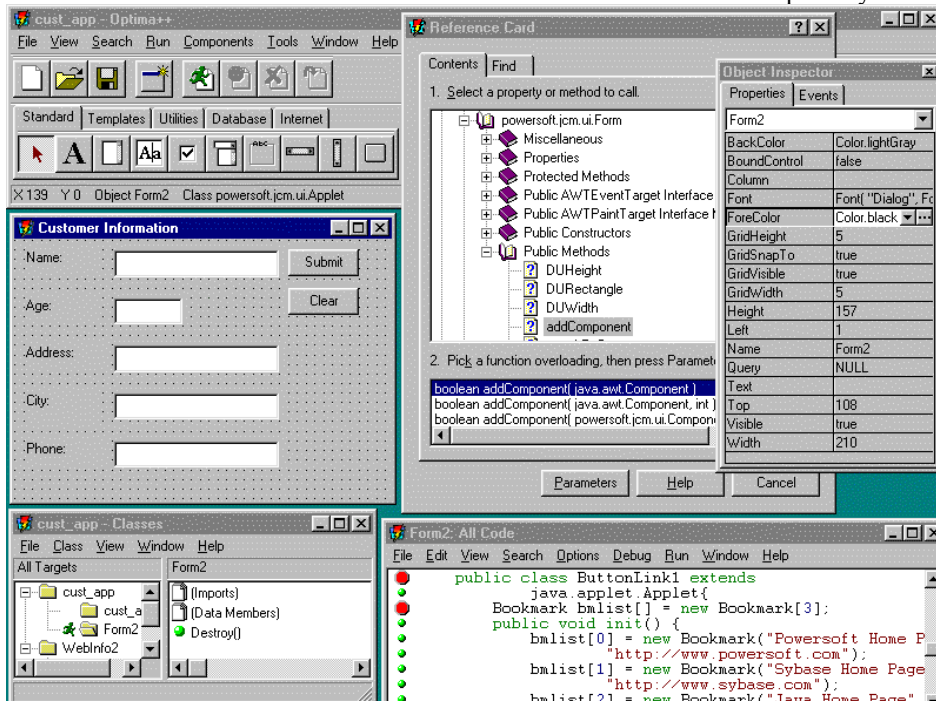 cust_app - Optima++
File View Search Run Components Tools Window Help
Standard Templates Utilities Database Internet
A Aa ABC
X 139 Y 0 Object Form2 Class powersoft.jcm.ui.Applet
Customer Information
Name:
Submit
Age:
Clear
Address:
City:
Phone:
Reference Card
Contents Find
1. Select a property or method to call.
powersoft.jcm.ui.Form
Miscellaneous
Properties
Protected Methods
Public AWTEventTarget Interface
Public AWTPaintTarget Interface
Public Constructors
Public Methods
DUHeight
DURectangle
DUWidth
addComponent
2. Pick a function overloading, then press Paramet
boolean addComponent( java.awt.Component )
boolean addComponent( java.awt.Component, int )
boolean addComponent( powersoft.jcm.ui.Compon
Parameters Help Cancel
Object Inspector
Properties Events
Form2
BackColor Color.lightGray
BoundControl false
Column
Font Font( "Dialog", Fo
ForeColor Color.black
GridHeight 5
GridSnapTo true
GridVisible true
GridWidth 5
Height 157
Left 1
Name Form2
Query NULL
Text
Top 108
Visible true
Width 210
cust_app - Classes
File Class View Window Help
All Targets Form2
cust_app
cust_a
Form2
WebInfo2
(Imports)
(Data Members)
Destroy()
Form2: All Code
File Edit View Search Options Debug Run Window Help
public class ButtonLink1 extends
java.applet.Applet{
Bookmark bmlist[] = new Bookmark[3];
public void init() {
bmlist[0] = new Bookmark("Powersoft Home P
"http://www.powersoft.com");
bmlist[1] = new Bookmark("Sybase Home Page
"http://www.sybase.com");
bmlist[2] = new Bookmark("Java Home Page"